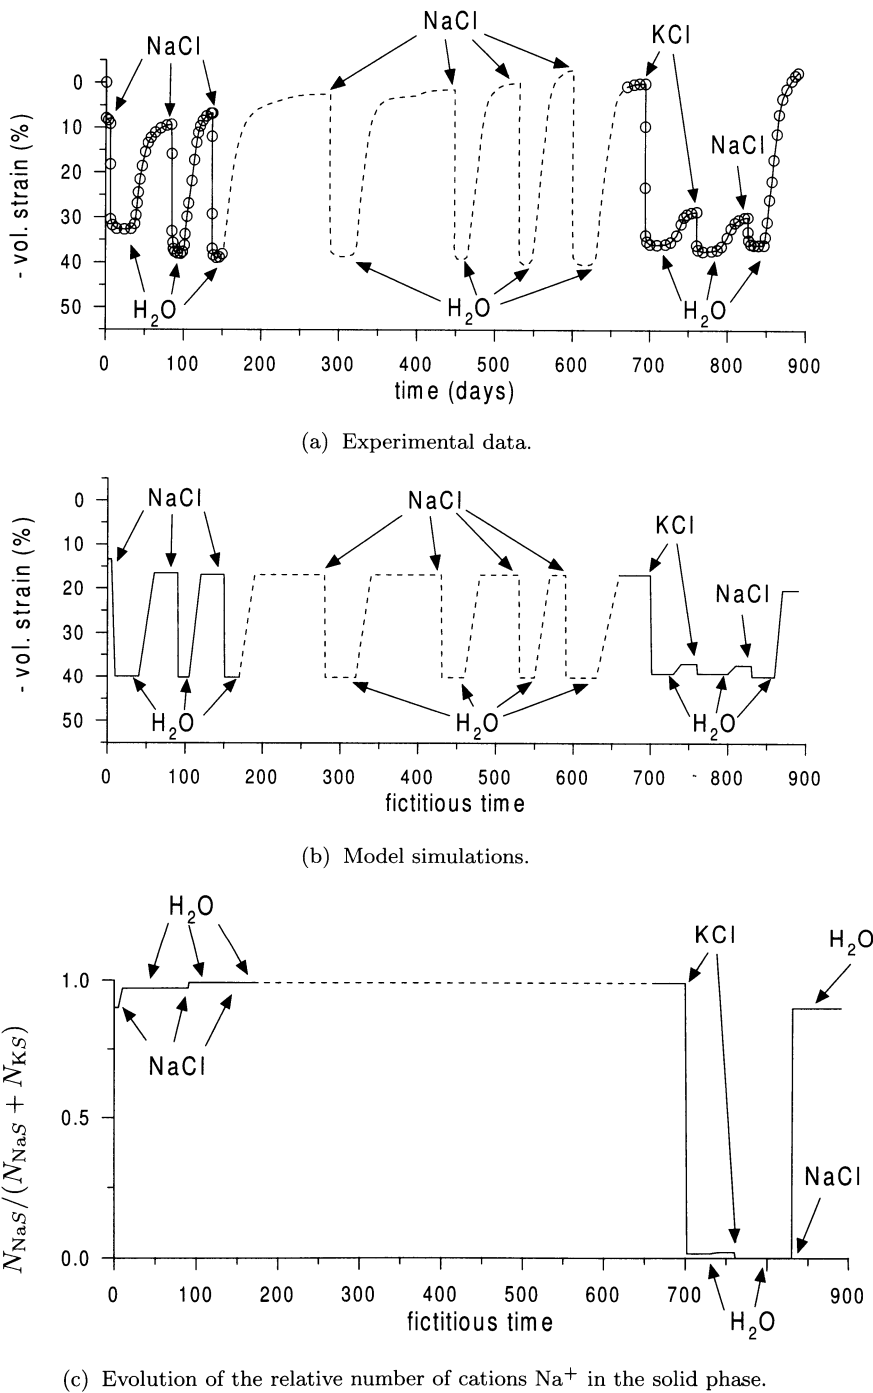 NaCl
NaCl
KCl
NaCl
- vol. strain (%)
0
10
20
30
40
50
H2O
H2O
H2O
0 100 200 300 400 500 600 700 800 900
time (days)
(a) Experimental data.
NaCl
NaCl
KCl
NaCl
- vol. strain (%)
0
10
20
30
40
50
H2O
H2O
H2O
0 100 200 300 400 500 600 700 800 900
fictitious time
(b) Model simulations.
H2O
KCl
H2O
NaCl
NaCl
N_NaS/(N_NaS + N_KS)
1.0
0.5
0.0
H2O
0 100 200 300 400 500 600 700 800 900
fictitious time
(c) Evolution of the relative number of cations Na+ in the solid phase.